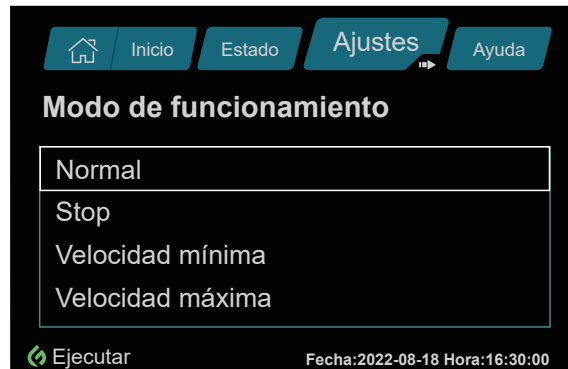 Inicio Estado Ajustes Ayuda
Modo de funcionamiento
Normal
Stop
Velocidad mínima
Velocidad máxima
Ejecutar Fecha:2022-08-18 Hora:16:30:00